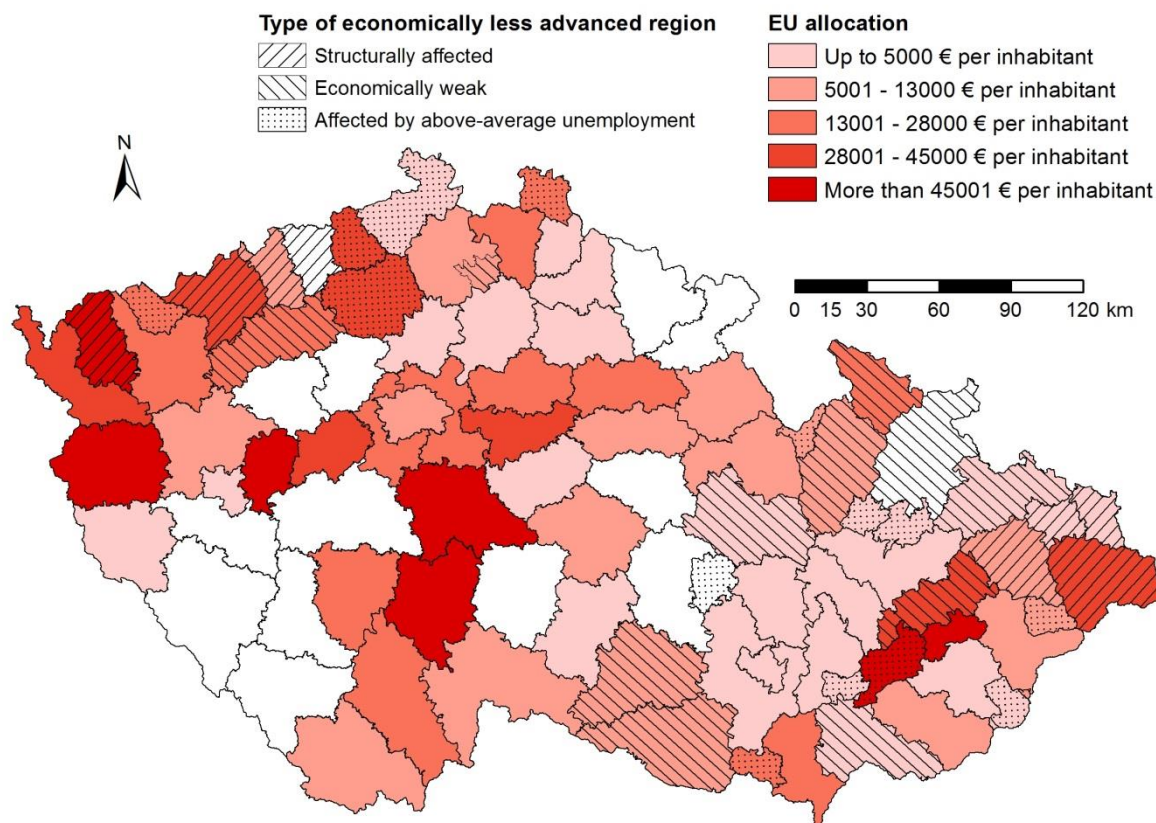 Type of economically less advanced region
Structurally affected
Economically weak
Affected by above-average unemployment
EU allocation
Up to 5000 € per inhabitant
5001 - 13000 € per inhabitant
13001 - 28000 € per inhabitant
28001 - 45000 € per inhabitant
More than 45001 € per inhabitant
N
0 15 30 60 90 120 km